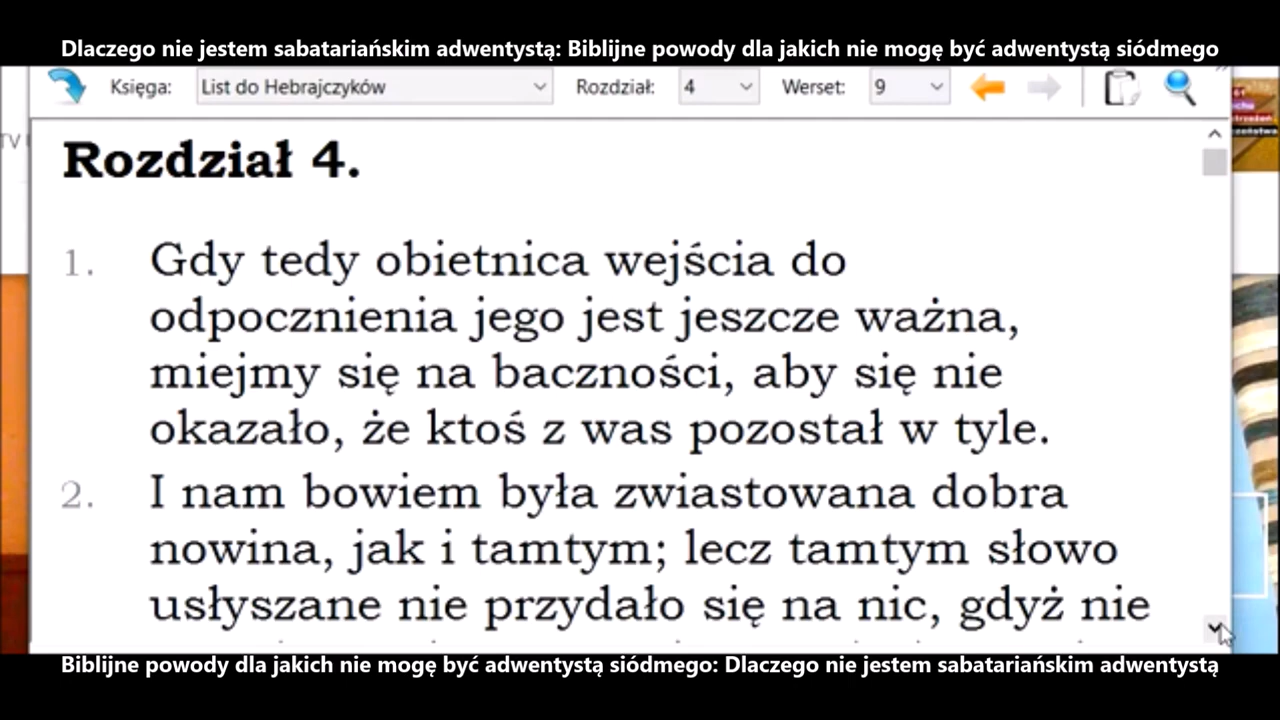 Dlaczego nie jestem sabatariańskim adwentystą: Biblijne powody dla jakich nie mogę być adwentystą siódmego
Księga: List do Hebrajczyków Rozdział: 4 Werset: 9
Rozdział 4.
1. Gdy tedy obietnica wejścia do
odpocznienia jego jest jeszcze ważna,
miejmy się na baczności, aby się nie
okazało, że ktoś z was pozostał w tyle.
2. I nam bowiem była zwiastowana dobra
nowina, jak i tamtym; lecz tamtym słowo
usłyszane nie przydało się na nic, gdyż nie
Biblijne powody dla jakich nie mogę być adwentystą siódmego: Dlaczego nie jestem sabatariańskim adwentystą